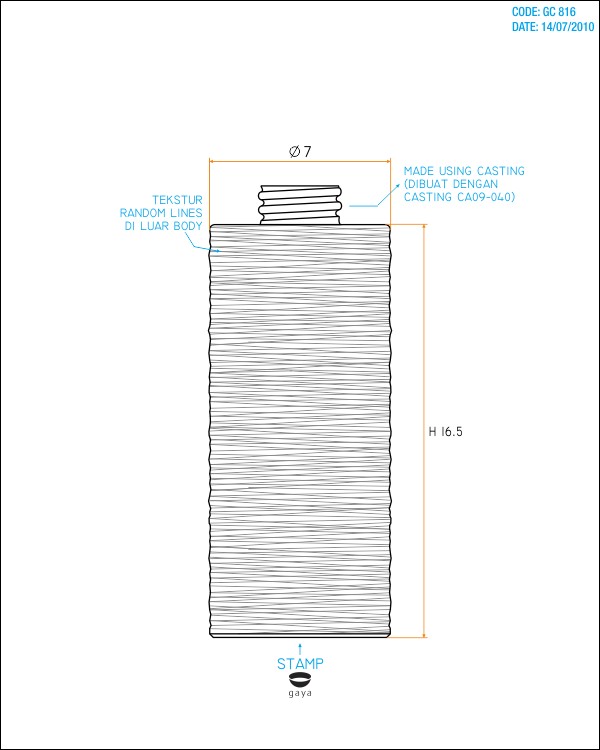 CODE: GC 816
DATE: 14/07/2010
Ø 7
MADE USING CASTING
(DIBUAT DENGAN
CASTING CA09-040)
TEKSTUR
RANDOM LINES
DI LUAR BODY
H 16.5
STAMP
gaya